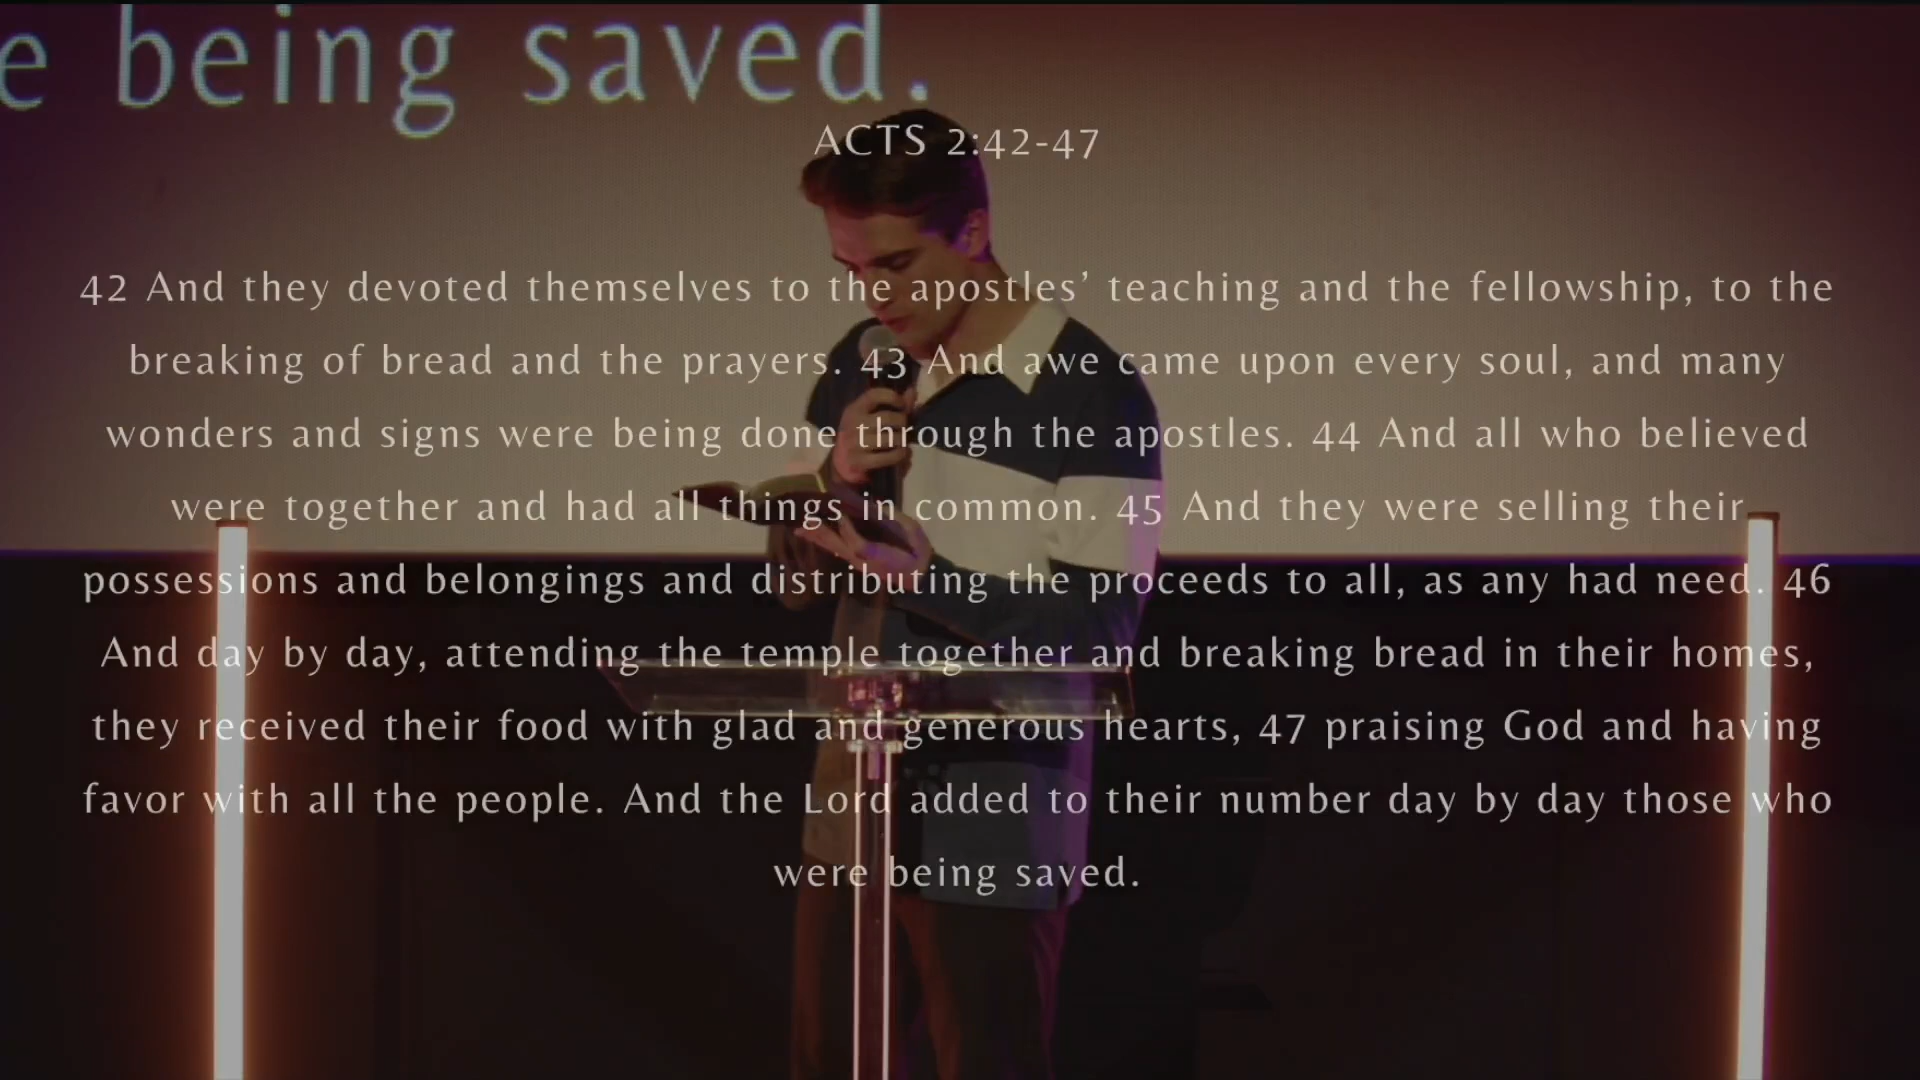 e being saved.
ACTS 2:42-47
42 And they devoted themselves to the apostles’ teaching and the fellowship, to the
breaking of bread and the prayers. 43 And awe came upon every soul, and many
wonders and signs were being done through the apostles. 44 And all who believed
were together and had all things in common. 45 And they were selling their
possessions and belongings and distributing the proceeds to all, as any had need. 46
And day by day, attending the temple together and breaking bread in their homes,
they received their food with glad and generous hearts, 47 praising God and having
favor with all the people. And the Lord added to their number day by day those who
were being saved.